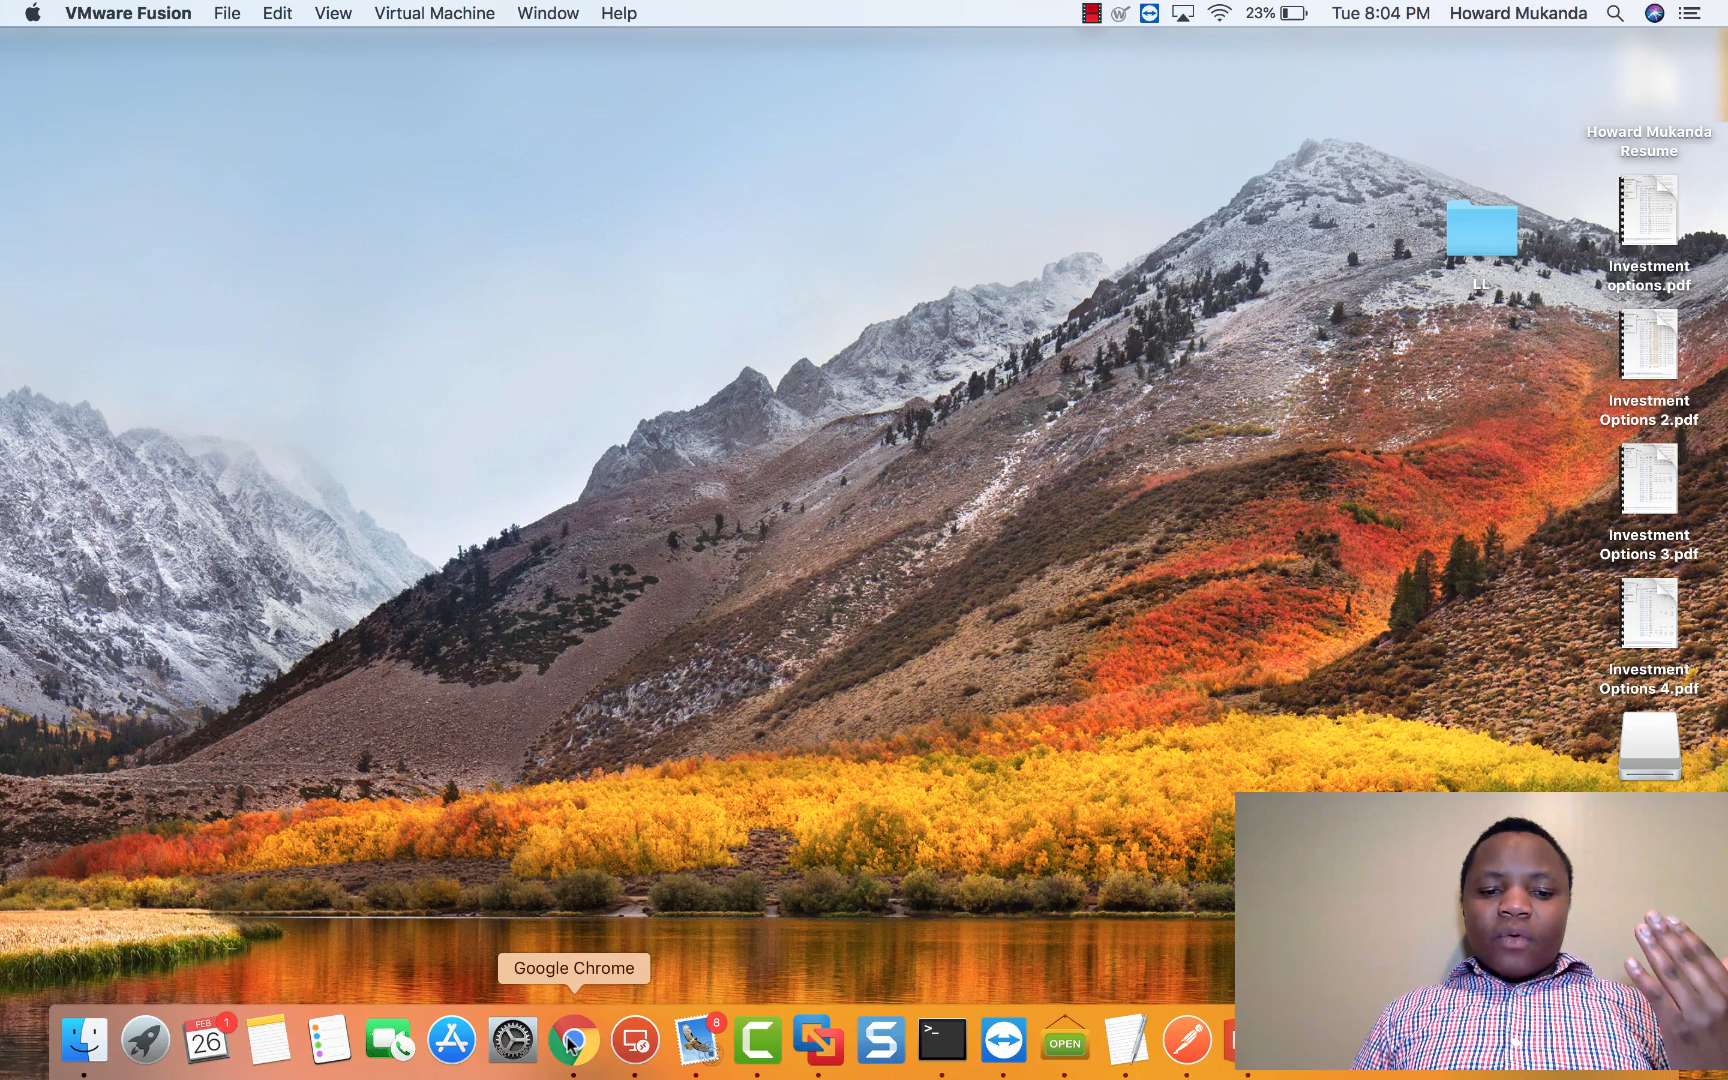 VMware Fusion File Edit View Virtual Machine Window Help
23% Tue 8:04 PM Howard Mukanda
Howard Mukanda
Resume
LL
Investment
options.pdf
Investment
Options 2.pdf
Investment
Options 3.pdf
Investment
Options 4.pdf
Google Chrome
FEB
26
1
8
>_
OPEN